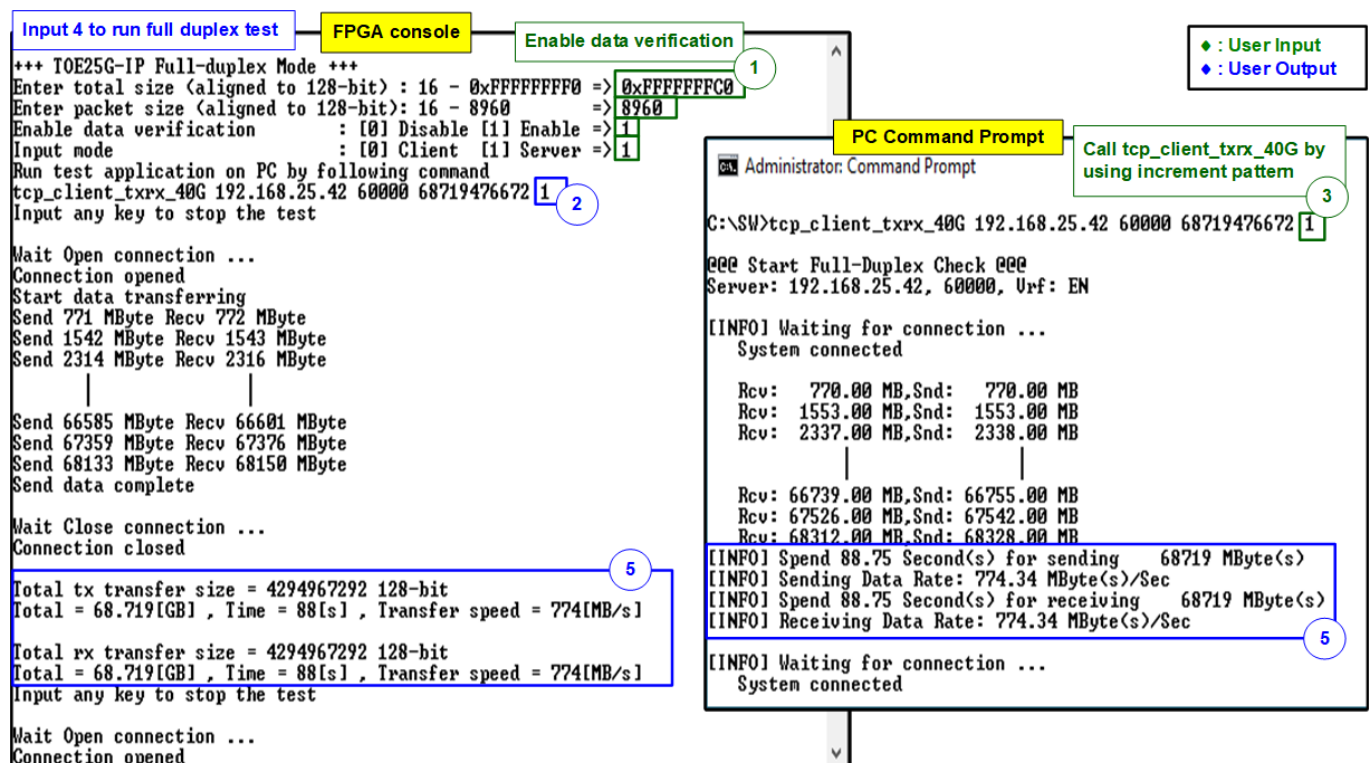 Input 4 to run full duplex test
FPGA console
Enable data verification
1
+++ TOE25G-IP Full-duplex Mode +++
Enter total size (aligned to 128-bit) : 16 - 0xFFFFFFFF0 => 0xFFFFFFFC0
Enter packet size (aligned to 128-bit): 16 - 8960 => 8960
Enable data verification : [0] Disable [1] Enable => 1
Input mode : [0] Client [1] Server => 1
Run test application on PC by following command
tcp_client_txrx_40G 192.168.25.42 60000 68719476672 1
2
Input any key to stop the test
Wait Open connection ...
Connection opened
Start data transferring
Send 771 MByte Recv 772 MByte
Send 1542 MByte Recv 1543 MByte
Send 2314 MByte Recv 2316 MByte
Send 66585 MByte Recv 66601 MByte
Send 67359 MByte Recv 67376 MByte
Send 68133 MByte Recv 68150 MByte
Send data complete
Wait Close connection ...
Connection closed
5
Total tx transfer size = 4294967292 128-bit
Total = 68.719[GB] , Time = 88[s] , Transfer speed = 774[MB/s]
Total rx transfer size = 4294967292 128-bit
Total = 68.719[GB] , Time = 88[s] , Transfer speed = 774[MB/s]
Input any key to stop the test
Wait Open connection ...
Connection opened
♦ : User Input
♦ : User Output
PC Command Prompt
Call tcp_client_txrx_40G by
using increment pattern
3
Administrator: Command Prompt
C:\SW>tcp_client_txrx_40G 192.168.25.42 60000 68719476672 1
@@@ Start Full-Duplex Check @@@
Server: 192.168.25.42, 60000, Vrf: EN
[INFO] Waiting for connection ...
System connected
Rcv: 770.00 MB,Snd: 770.00 MB
Rcv: 1553.00 MB,Snd: 1553.00 MB
Rcv: 2337.00 MB,Snd: 2338.00 MB
Rcv: 66739.00 MB,Snd: 66755.00 MB
Rcv: 67526.00 MB,Snd: 67542.00 MB
Rcv: 68312.00 MB,Snd: 68328.00 MB
[INFO] Spend 88.75 Second(s) for sending 68719 MByte(s)
[INFO] Sending Data Rate: 774.34 MByte(s)/Sec
[INFO] Spend 88.75 Second(s) for receiving 68719 MByte(s)
[INFO] Receiving Data Rate: 774.34 MByte(s)/Sec
5
[INFO] Waiting for connection ...
System connected